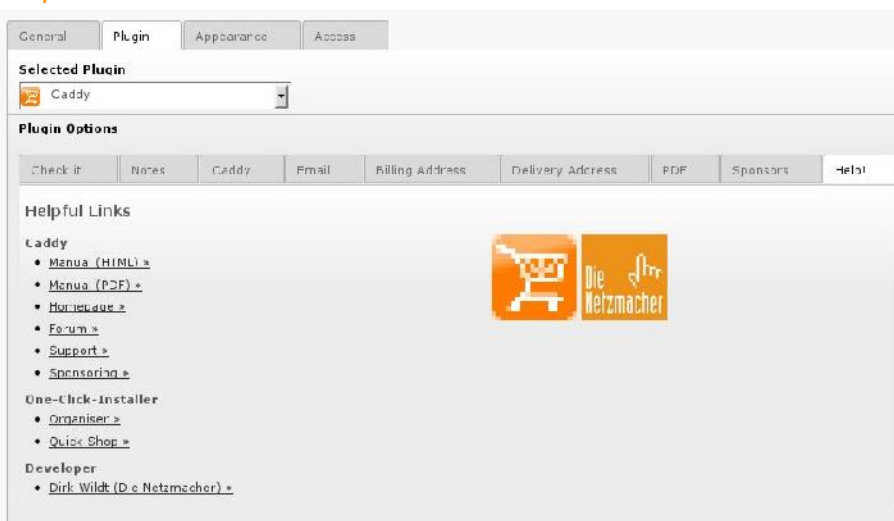 General Plugin Appearance Access
Selected Plugin
Caddy
Plugin Options
Check it Notes Caddy Email Billing Address Delivery Address PDF Sponsors Help!
Helpful Links
Caddy
Manual (HTML) »
Manual (PDF) »
Homepage »
Forum »
Support »
Sponsoring »
Die
Netzmacher
One-Click-Installer
Organiser »
Quick Shop »
Developer
Dirk Wildt (Die Netzmacher) »